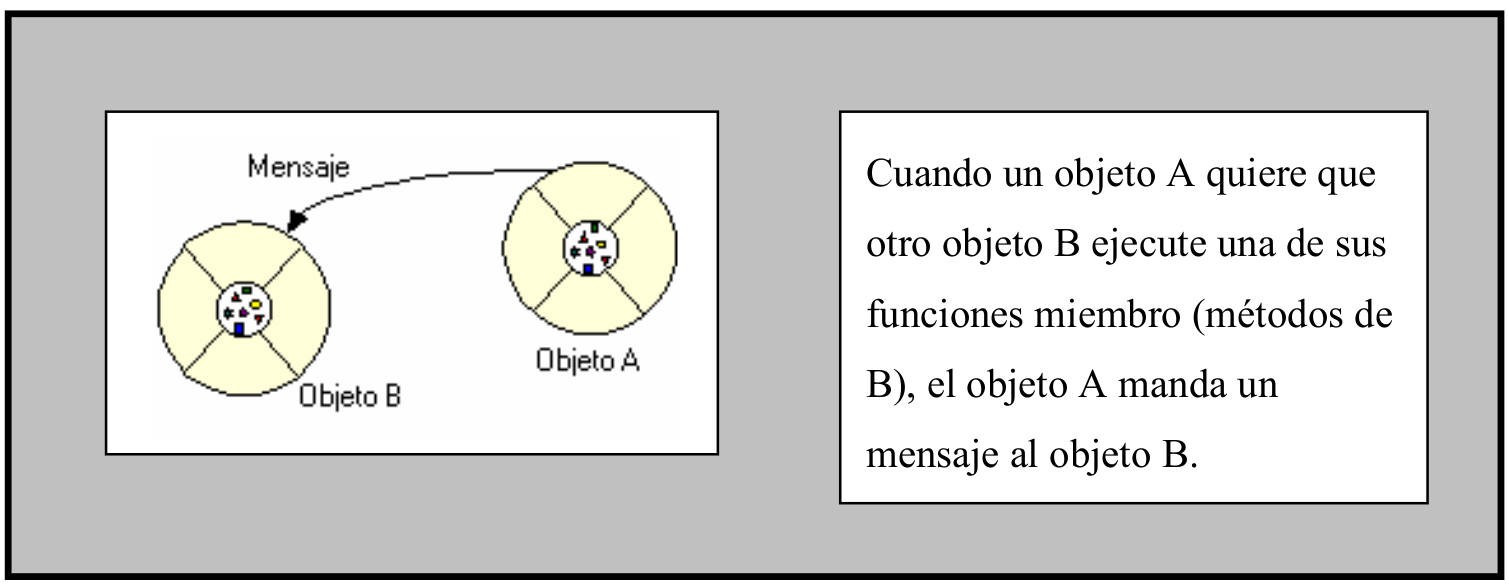 Mensaje
Objeto A
Objeto B
Cuando un objeto A quiere que
otro objeto B ejecute una de sus
funciones miembro (métodos de
B), el objeto A manda un
mensaje al objeto B.